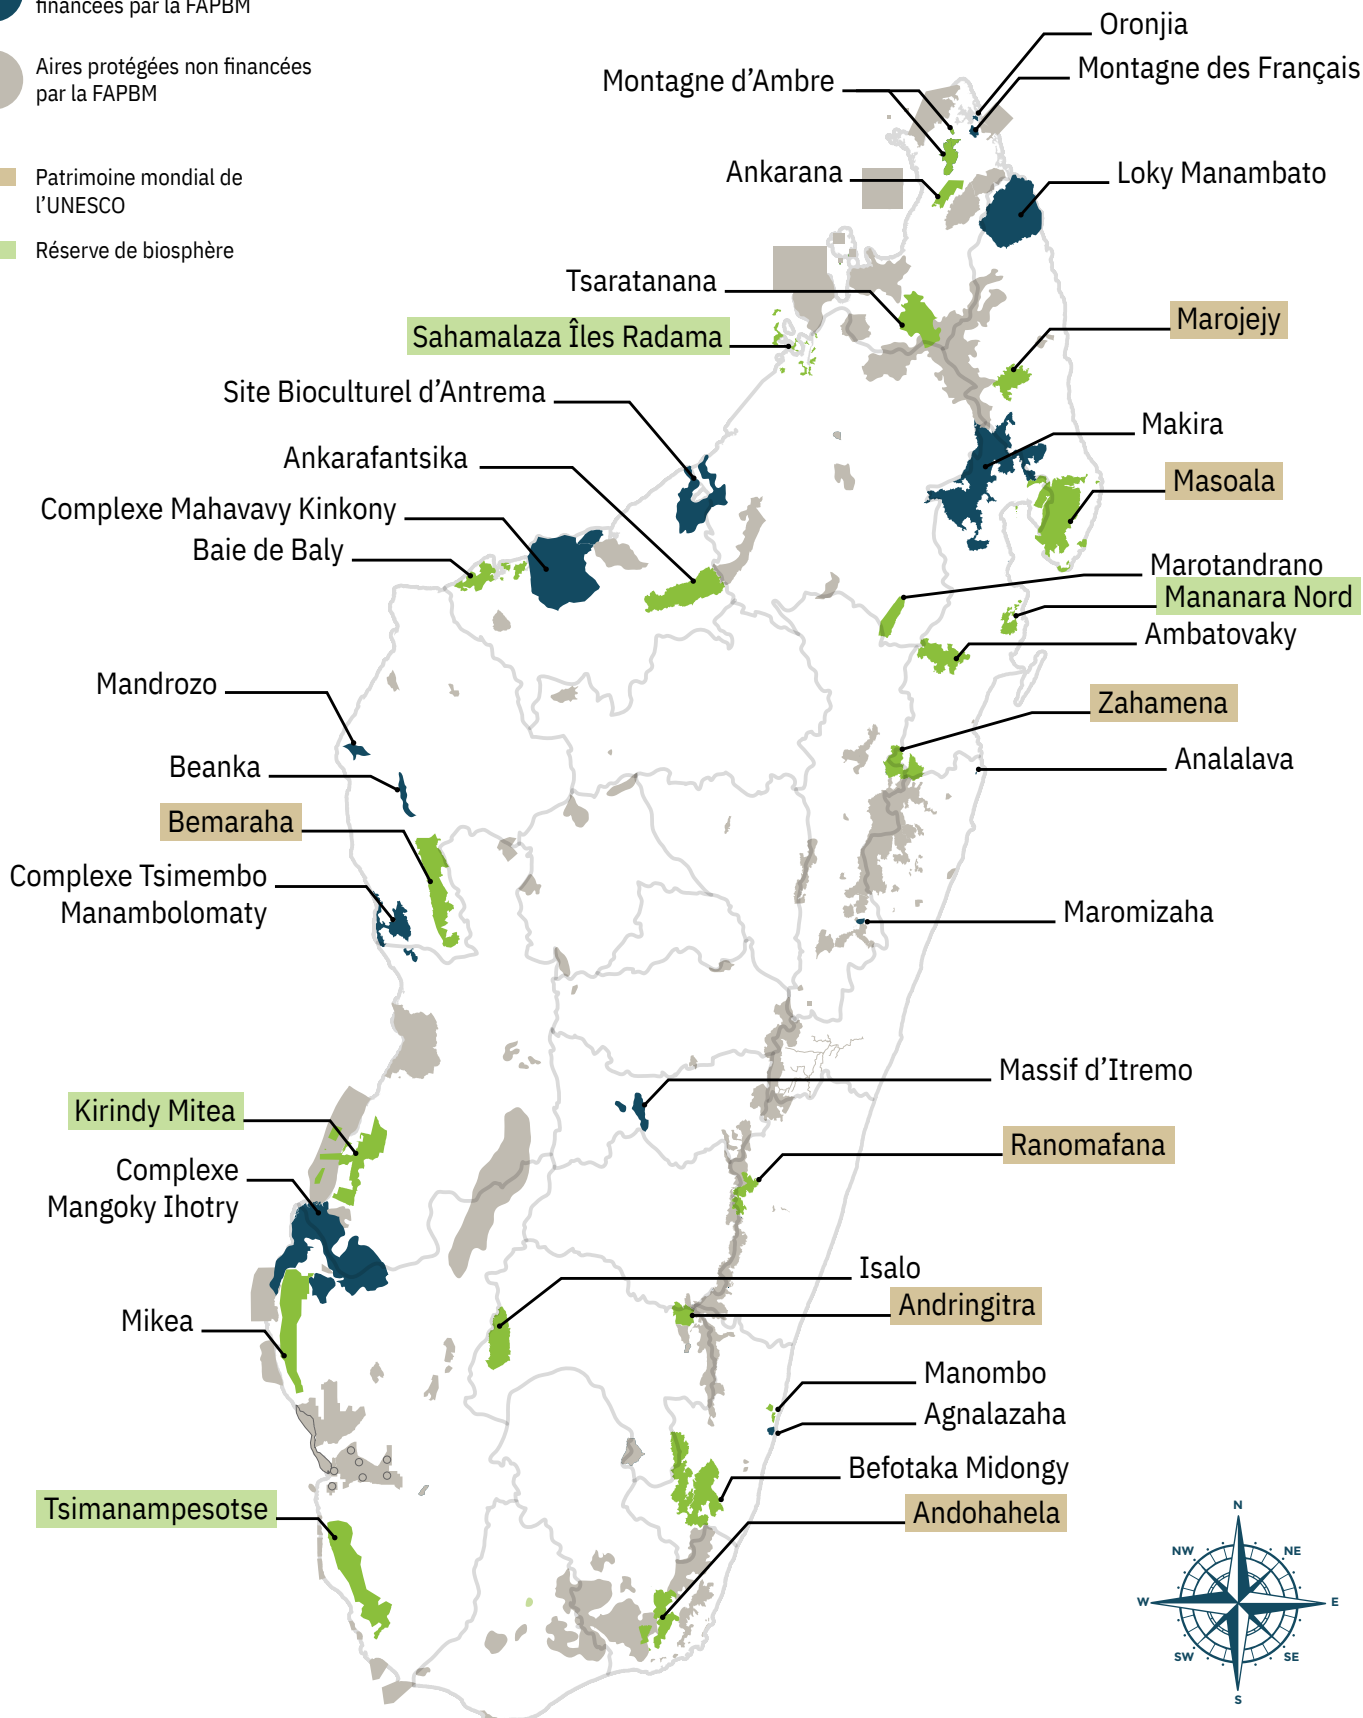 financées par la FAPBM
Aires protégées non financées
par la FAPBM
Patrimoine mondial de
l'UNESCO
Réserve de biosphère
Oronjia
Montagne des Français
Montagne d'Ambre
Ankarana
Loky Manambato
Tsaratanana
Sahamalaza Îles Radama
Marojejy
Site Bioculturel d'Antrema
Makira
Ankarafantsika
Masoala
Complexe Mahavavy Kinkony
Baie de Baly
Marotandrano
Mananara Nord
Ambatovaky
Mandrozo
Zahamena
Beanka
Analalava
Bemaraha
Complexe Tsimembo
Manambolomaty
Maromizaha
Massif d'Itremo
Kirindy Mitea
Ranomafana
Complexe
Mangoky Ihotry
Isalo
Andringitra
Mikea
Manombo
Agnalazaha
Befotaka Midongy
Tsimanampesotse
Andohahela
N
NW
NE
W
E
SW
SE
S